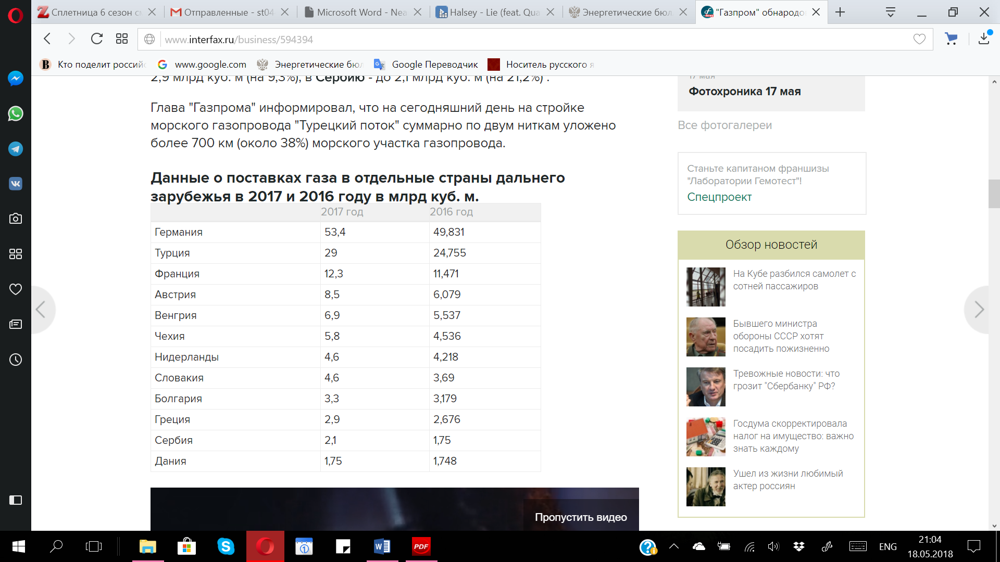 Сплетница 6 сезон с
Отправленные - st04
Microsoft Word - Nea
Halsey - Lie (feat. Qua
Энергетические бюл
"Газпром" обнародо
www.interfax.ru/business/594394
Кто поделит россий
www.google.com
Энергетические бюл
Google Переводчик
Носитель русского я
2,9 млрд куб. м (на 9,3%), в Сербию - до 2,1 млрд куб. м (на 21,2%) .
Глава "Газпрома" информировал, что на сегодняшний день на стройке
морского газопровода "Турецкий поток" суммарно по двум ниткам уложено
более 700 км (около 38%) морского участка газопровода.
Данные о поставках газа в отдельные страны дальнего
зарубежья в 2017 и 2016 году в млрд куб. м.
2017 год 2016 год
Германия 53,4 49,831
Турция 29 24,755
Франция 12,3 11,471
Австрия 8,5 6,079
Венгрия 6,9 5,537
Чехия 5,8 4,536
Нидерланды 4,6 4,218
Словакия 4,6 3,69
Болгария 3,3 3,179
Греция 2,9 2,676
Сербия 2,1 1,75
Дания 1,75 1,748
Пропустить видео
17 мая
Фотохроника 17 мая
Все фотогалереи
Станьте капитаном франшизы
"Лаборатории Гемотест"!
Спецпроект
Обзор новостей
На Кубе разбился самолет с
сотней пассажиров
Бывшего министра
обороны СССР хотят
посадить пожизненно
Тревожные новости: что
грозит "Сбербанку" РФ?
Госдума скорректировала
налог на имущество: важно
знать каждому
Ушел из жизни любимый
актер россиян
PDF
ENG
21:04
18.05.2018